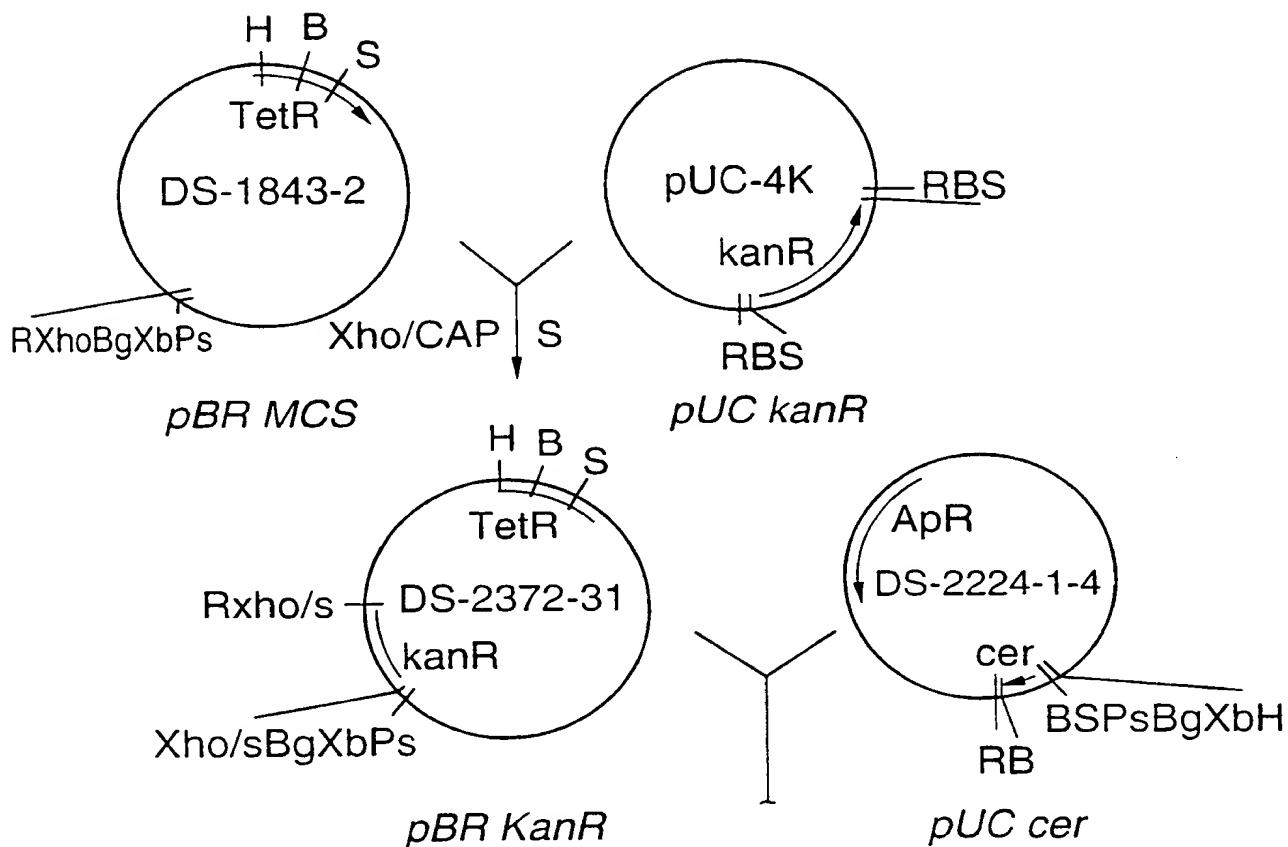 H B S
TetR
DS-1843-2
RXhoBgXbPs
pBR MCS
pUC-4K
RBS
kanR
RBS
pUC kanR
Xho/CAP S
H B S
TetR
DS-2372-31
Rxho/s
kanR
Xho/sBgXbPs
pBR KanR
ApR
DS-2224-1-4
cer
BSPsBgXbH
RB
pUC cer